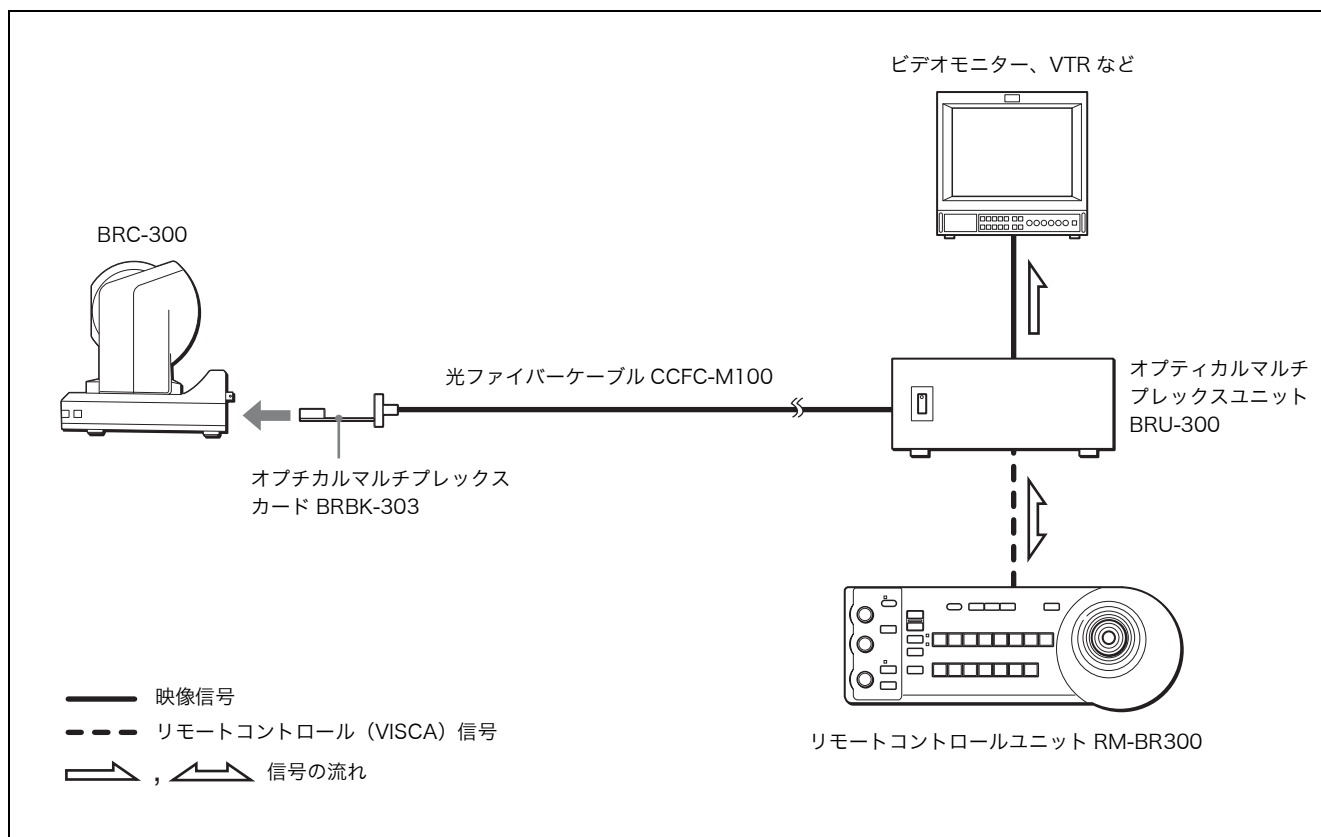 ビデオモニター、VTR など
BRC-300
光ファイバーケーブル CCFC-M100
オプティカルマルチ
プレックスユニット
BRU-300
オプチカルマルチプレックス
カード BRBK-303
映像信号
リモートコントロール（VISCA）信号
, 信号の流れ
リモートコントロールユニット RM-BR300